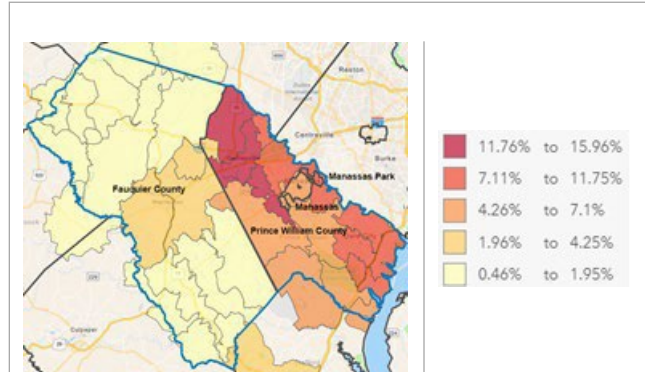 Reston
Centreville
Burke
Manassas Park
Fauquier County
Manassas
Prince William County
Culpeper
11.76% to 15.96%
7.11% to 11.75%
4.26% to 7.1%
1.96% to 4.25%
0.46% to 1.95%